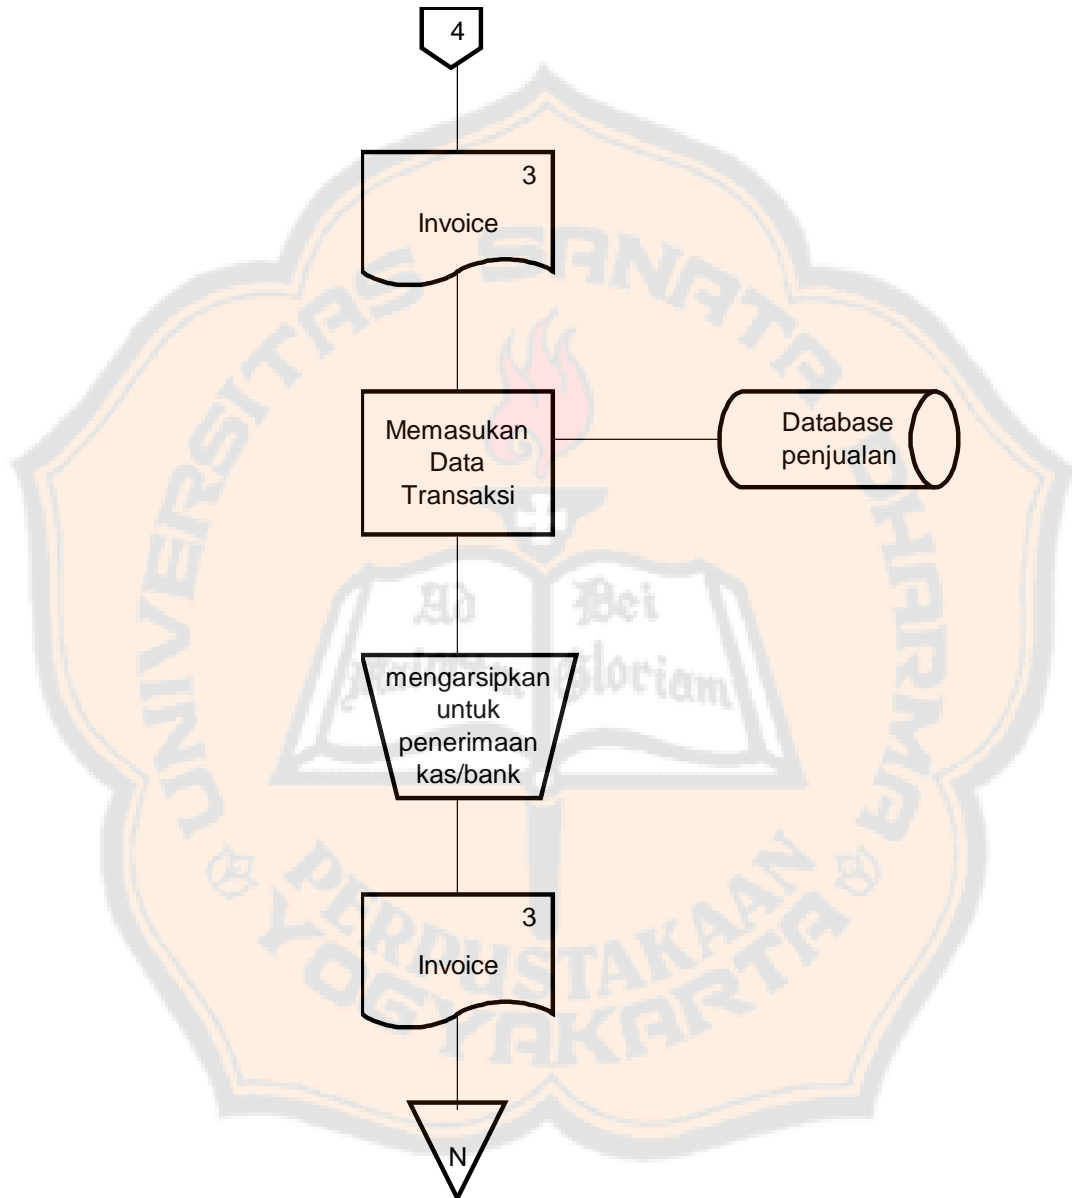 4
3
Invoice
Memasukan
Data
Transaksi
Database
penjualan
mengarsipkan
untuk
penerimaan
kas/bank
3
Invoice
N
UNIVERSITAS SANATA DHARMA
Ad Dei
Maiorem Gloriam
PERPUSTAKAAN
YOGYAKARTA